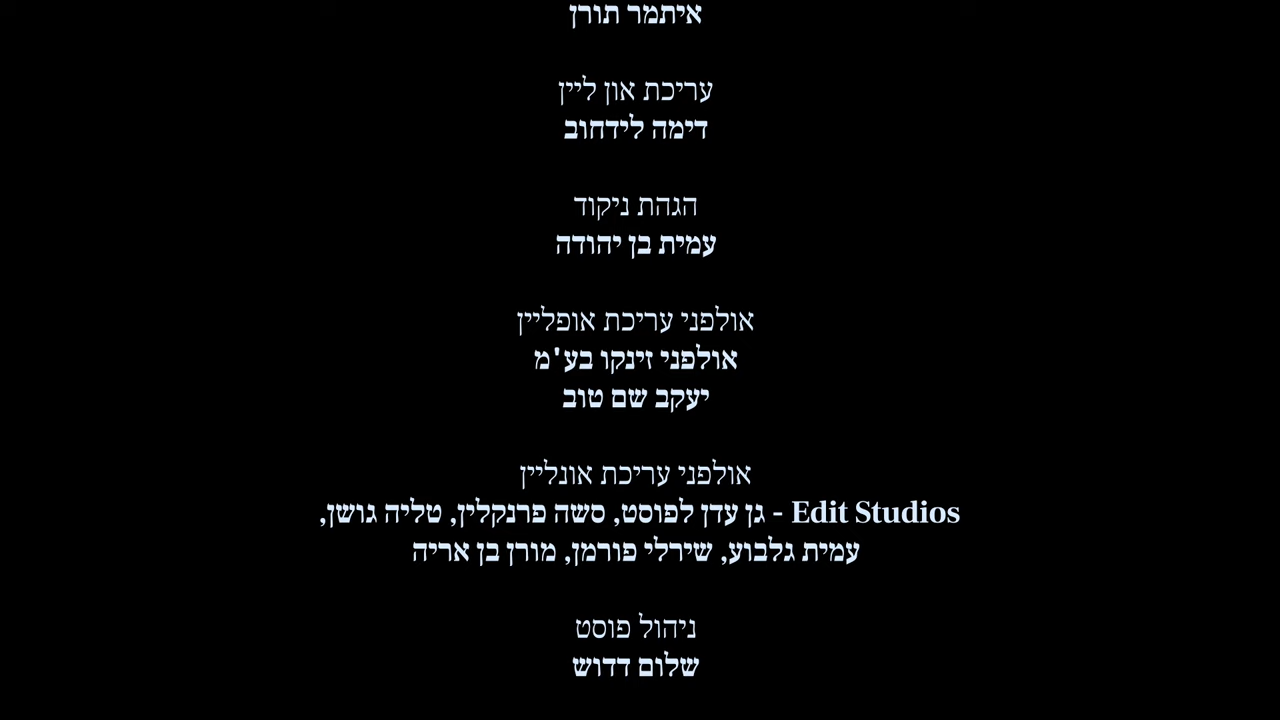 איתמר תורן
עריכת און ליין
דימה לידחוב
הגהת ניקוד
עמית בן יהודה
אולפני עריכת אופליין
אולפני זינקו בע'מ
יעקב שם טוב
אולפני עריכת אונליין
Edit Studios - גן עדן לפוסט, סשה פרנקלין, טליה גושן,
עמית גלבוע, שירלי פורמן, מורן בן אריה
ניהול פוסט
שלום דדוש